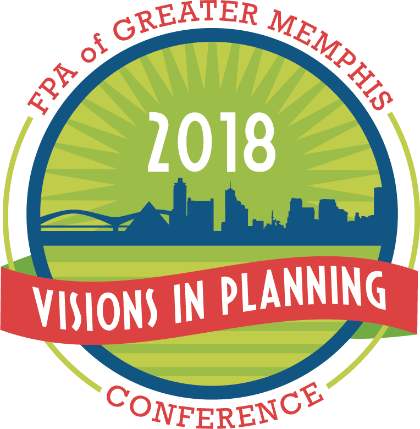 FPA of GREATER MEMPHIS
2018
VISIONS IN PLANNING
CONFERENCE